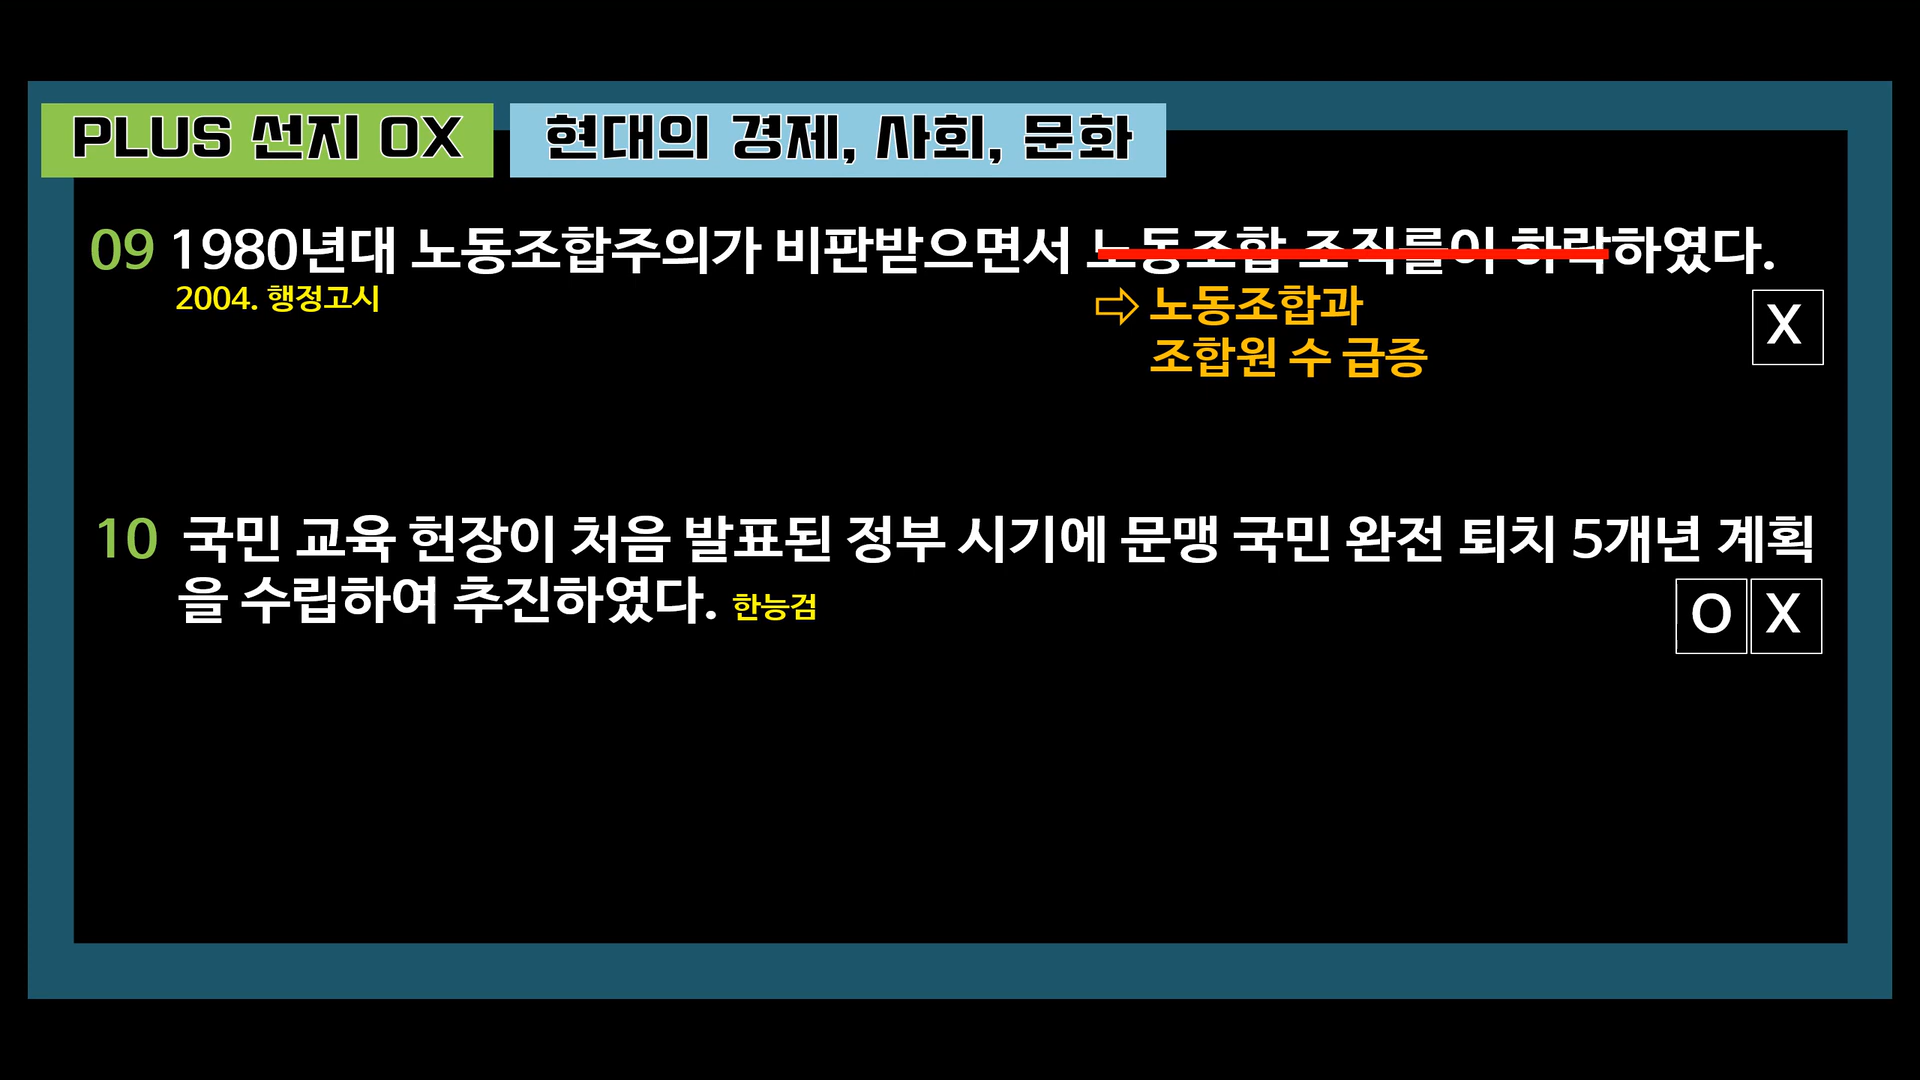 PLUS 선지 OX
현대의 경제, 사회, 문화
09 1980년대 노동조합주의가 비판받으면서 노동조합 조직률이 하락하였다.
2004. 행정고시
⇨ 노동조합과
조합원 수 급증
X
10 국민 교육 헌장이 처음 발표된 정부 시기에 문맹 국민 완전 퇴치 5개년 계획
을 수립하여 추진하였다. 한능검
O X